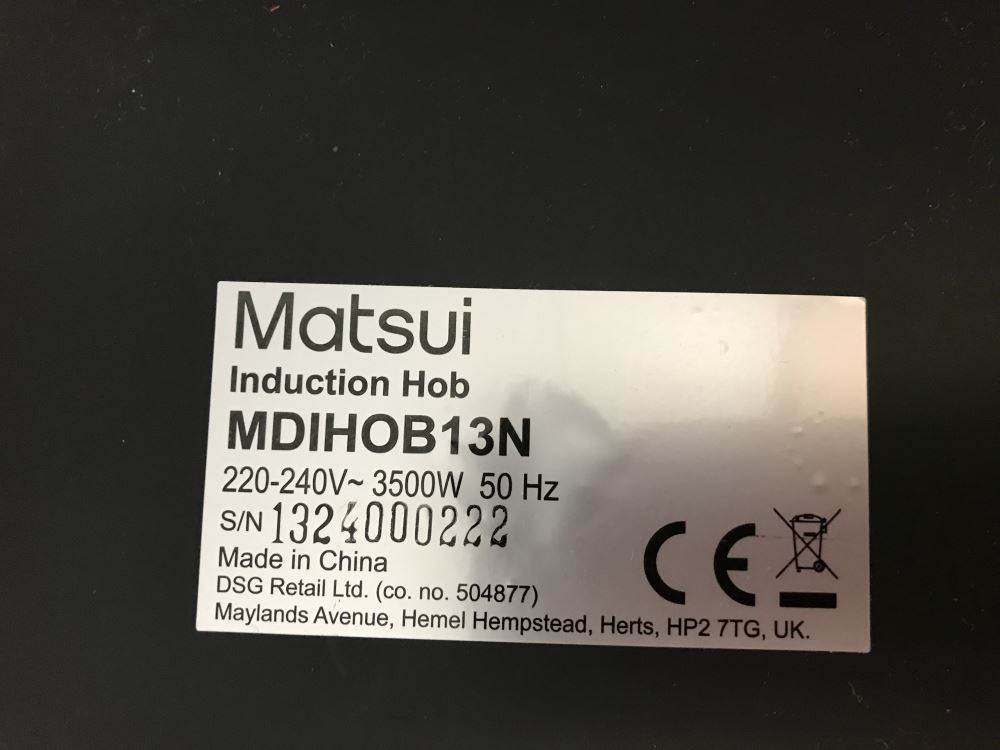 Matsui
Induction Hob
MDIHOB13N
220-240V~ 3500W 50 Hz
S/N 1324000222
Made in China
DSG Retail Ltd. (co. no. 504877)
Maylands Avenue, Hemel Hempstead, Herts, HP2 7TG, UK.
CE